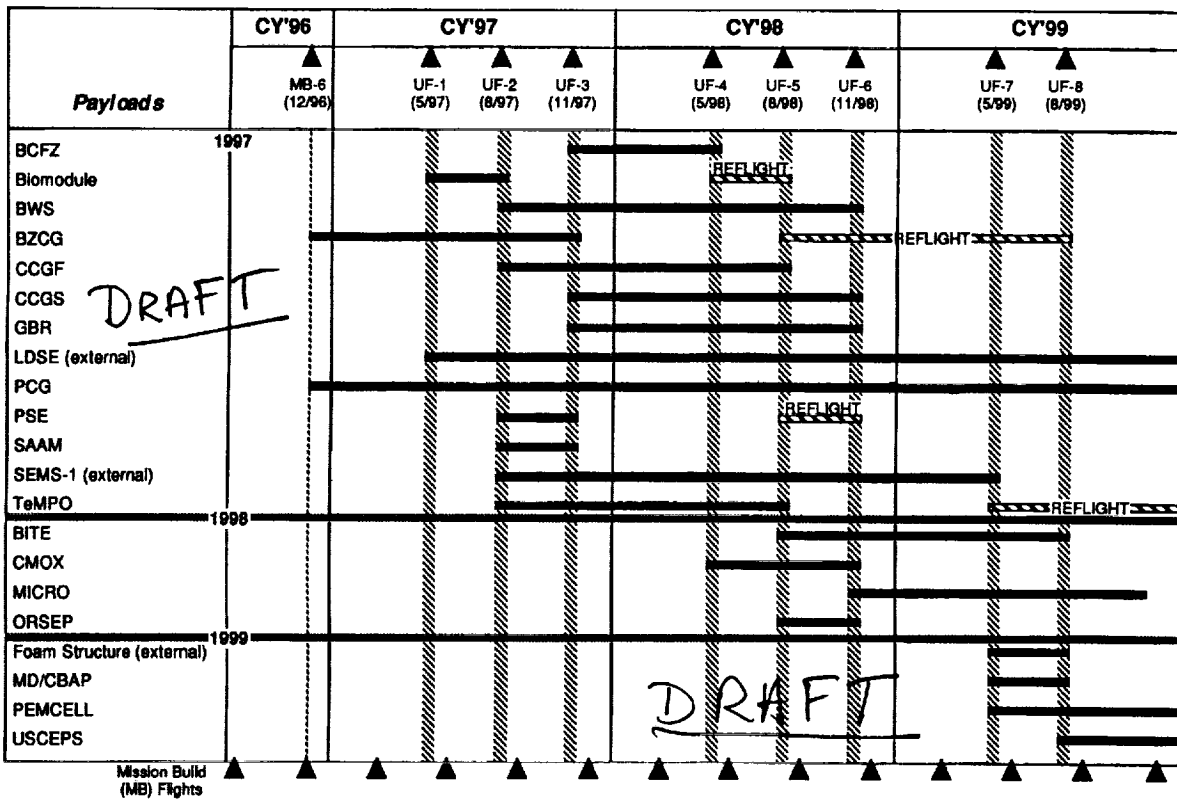 CY'96 CY'97 CY'98 CY'99
Payloads
MB-6 UF-1 UF-2 UF-3 UF-4 UF-5 UF-6 UF-7 UF-8
(12/96) (5/97) (8/97) (11/97) (5/98) (8/98) (11/98) (5/99) (8/99)
1997
BCFZ
Biomodule REFLIGHT
BWS
BZCG REFLIGHT
CCGF
DRAFT
CCGS
GBR
LDSE (external)
PCG
PSE REFLIGHT
SAAM
SEMS-1 (external)
TeMPO REFLIGHT
1998
BITE
CMOX
MICRO
ORSEP
1999
Foam Structure (external)
MD/CBAP
DRAFT
PEMCELL
USCEPS
Mission Build
(MB) Flights